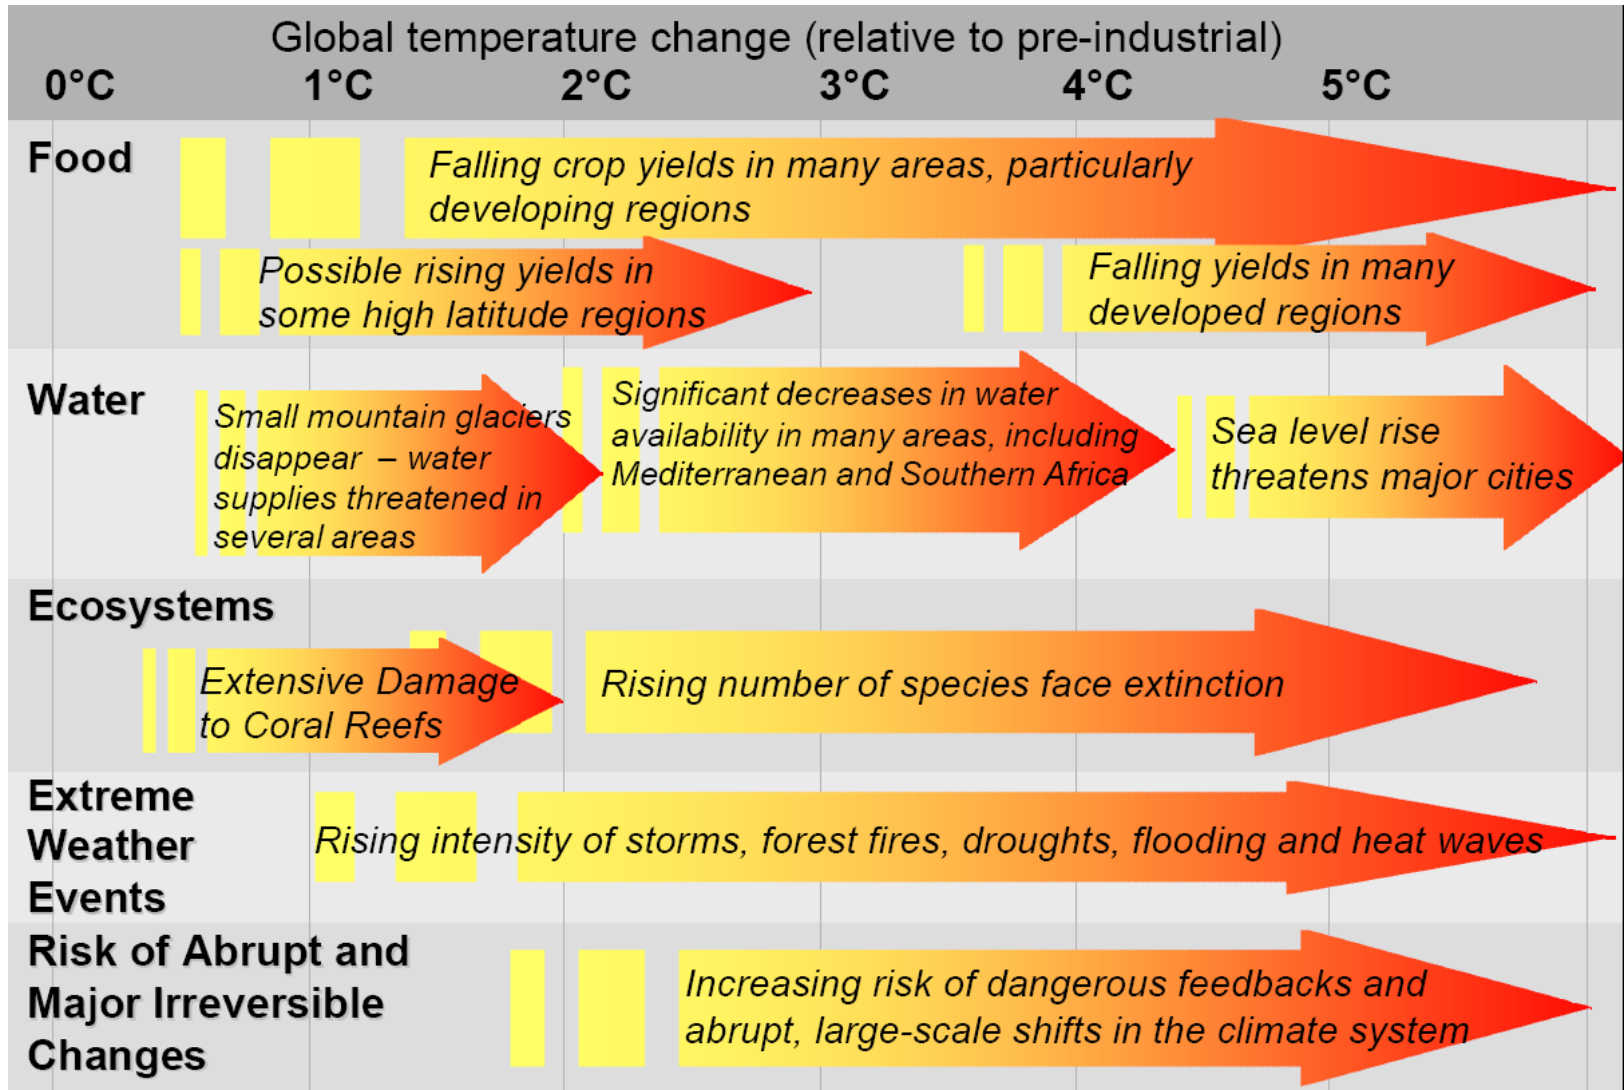 Global temperature change (relative to pre-industrial)
0°C 1°C 2°C 3°C 4°C 5°C
Food
Falling crop yields in many areas, particularly
developing regions
Possible rising yields in
some high latitude regions
Falling yields in many
developed regions
Water
Small mountain glaciers
disappear – water
supplies threatened in
several areas
Significant decreases in water
availability in many areas, including
Mediterranean and Southern Africa
Sea level rise
threatens major cities
Ecosystems
Extensive Damage
to Coral Reefs
Rising number of species face extinction
Extreme
Weather
Events
Rising intensity of storms, forest fires, droughts, flooding and heat waves
Risk of Abrupt and
Major Irreversible
Changes
Increasing risk of dangerous feedbacks and
abrupt, large-scale shifts in the climate system